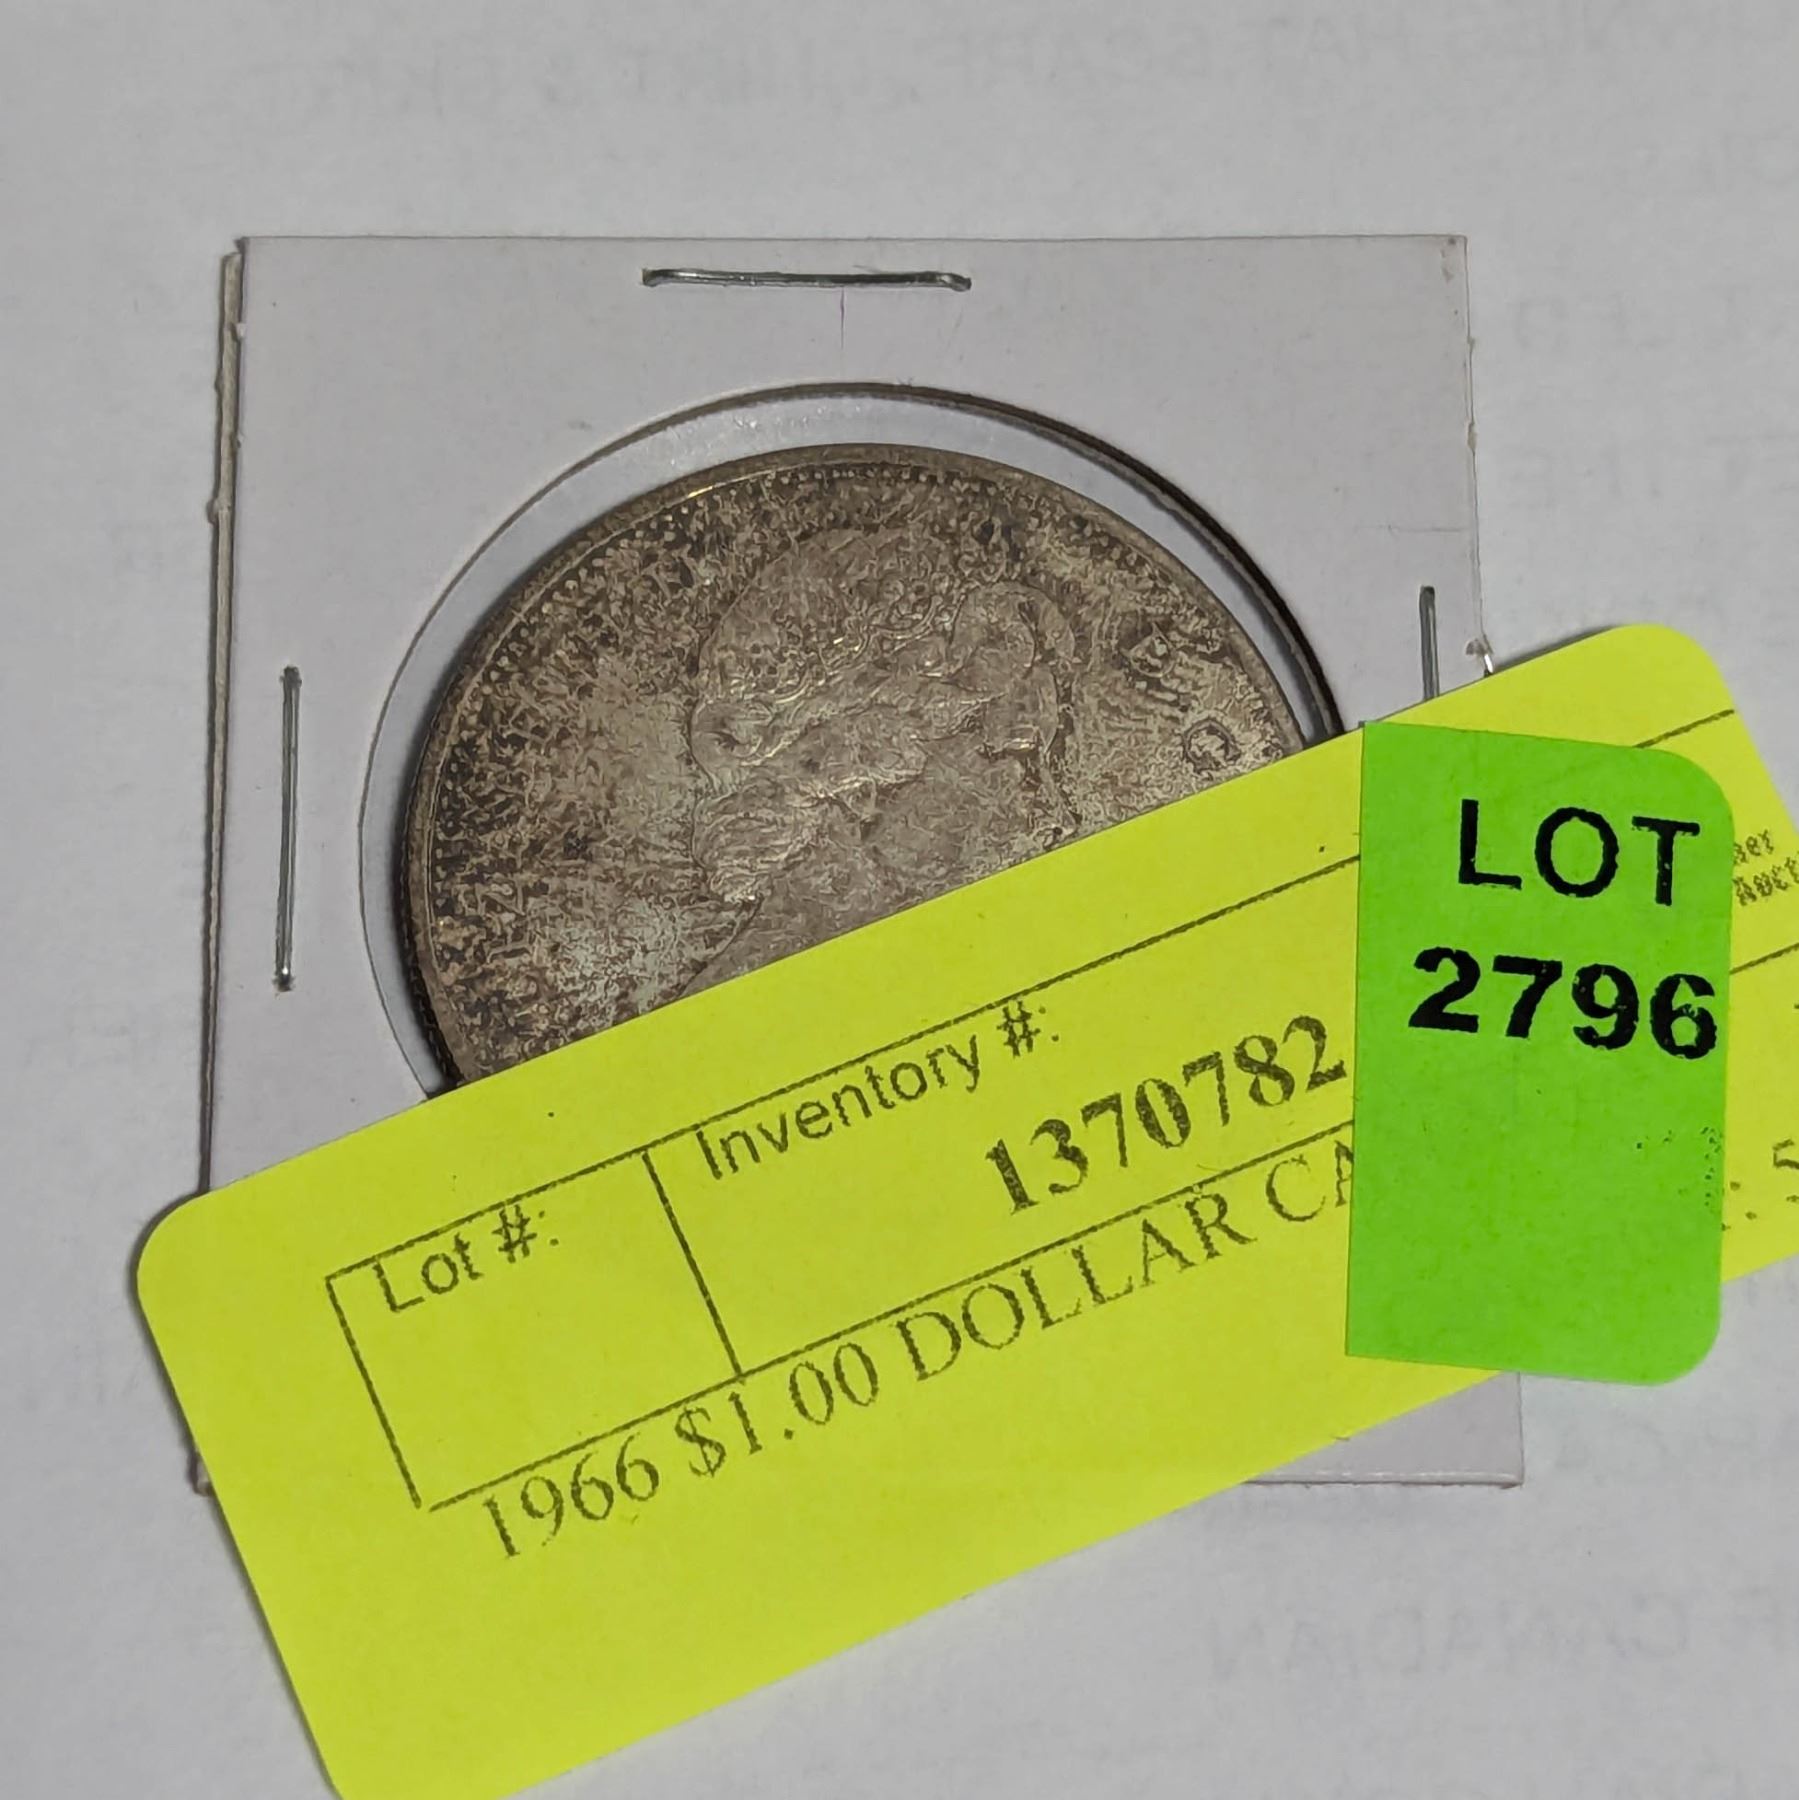 LOT
2796
Lot #:
Inventory #:
1370782
1966 $1.00 DOLLAR CA